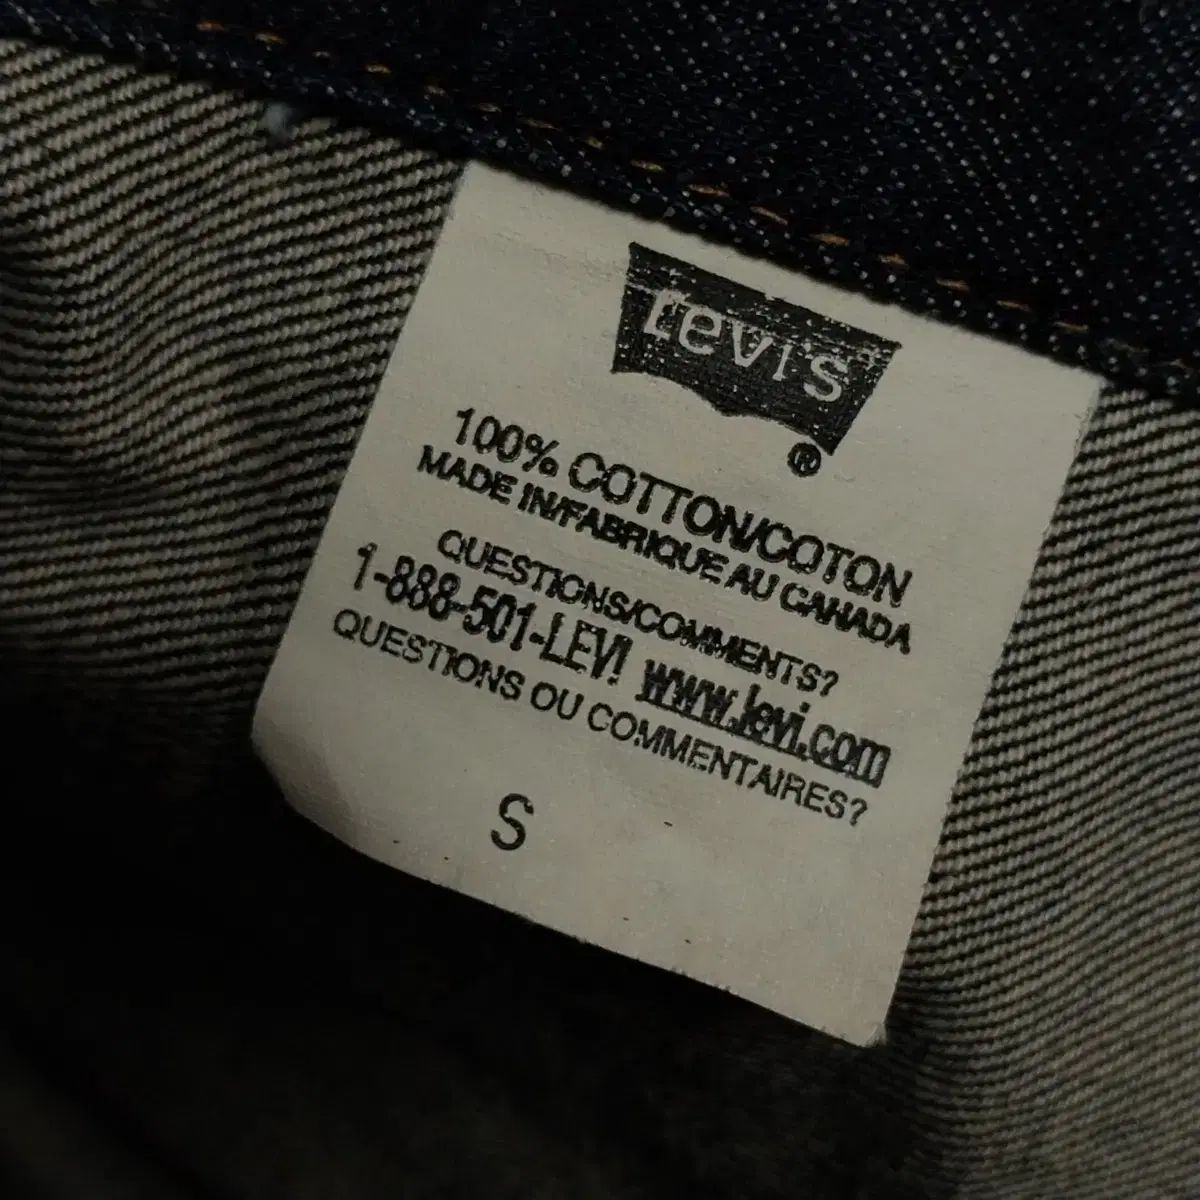 Levi's
®
100% COTTON/COTON
MADE IN/FABRIQUE AU CANADA
QUESTIONS/COMMENTS?
1-888-501-LEVI www.levi.com
QUESTIONS OU COMMENTAIRES?
S